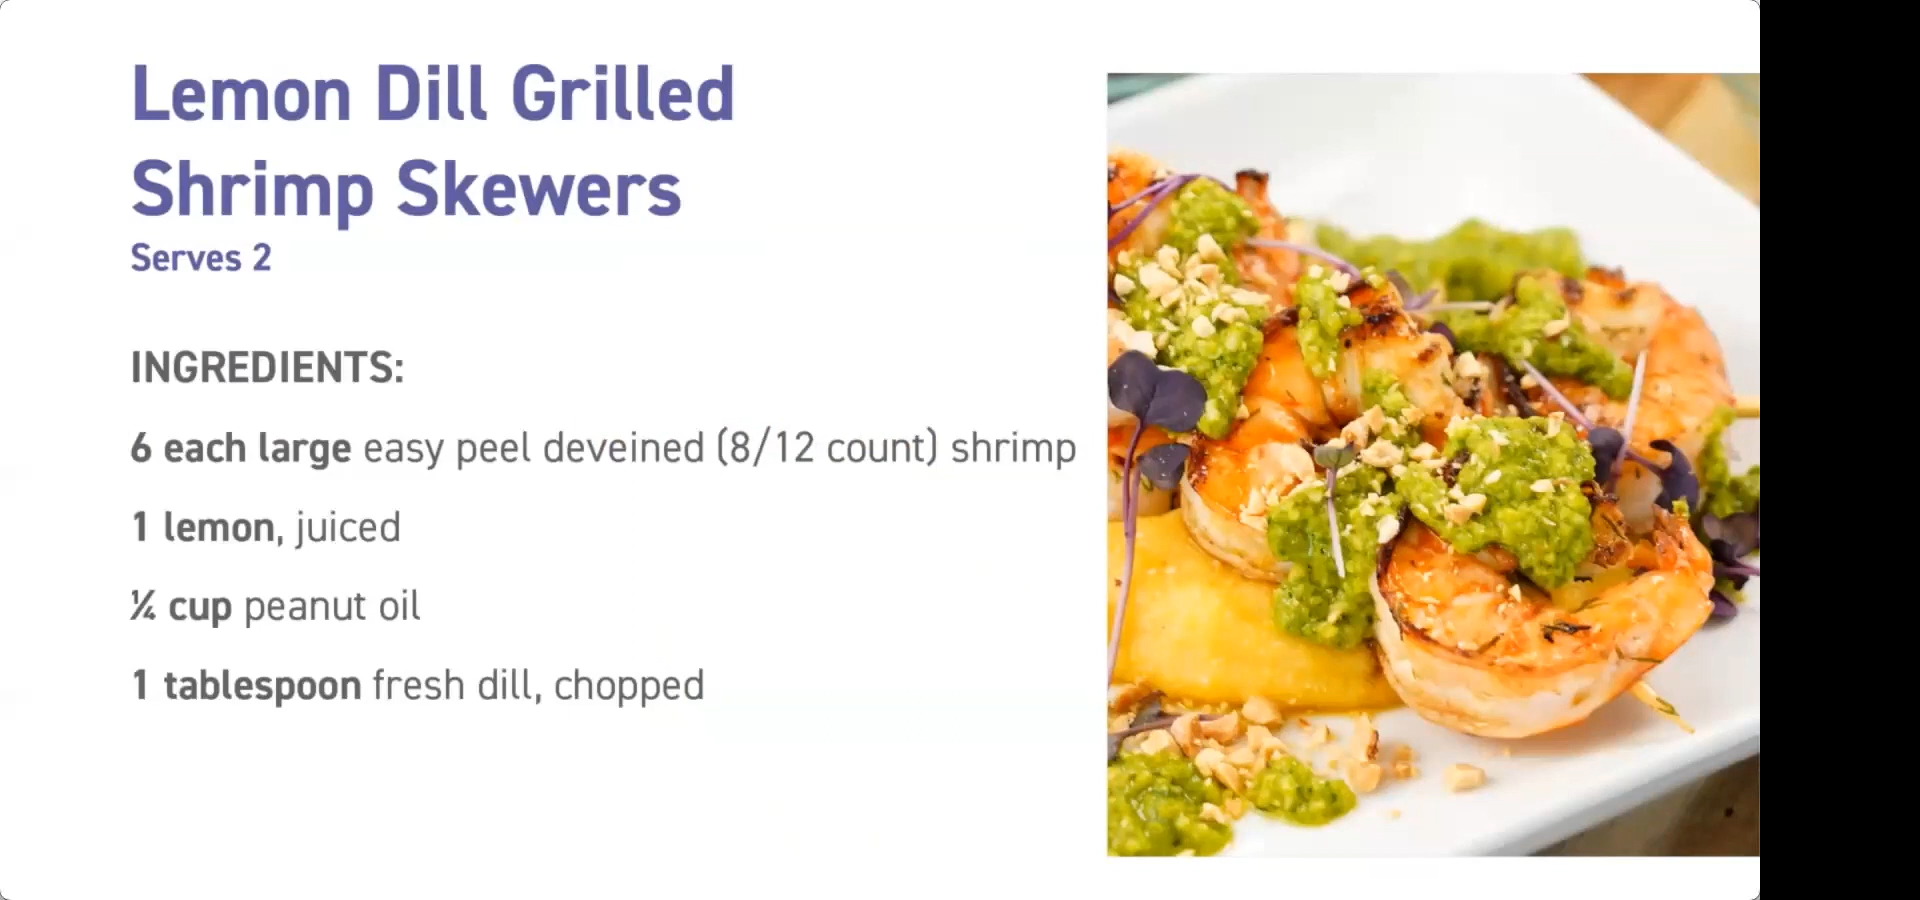 Lemon Dill Grilled
Shrimp Skewers
Serves 2
INGREDIENTS:
6 each large easy peel deveined (8/12 count) shrimp
1 lemon, juiced
¼ cup peanut oil
1 tablespoon fresh dill, chopped